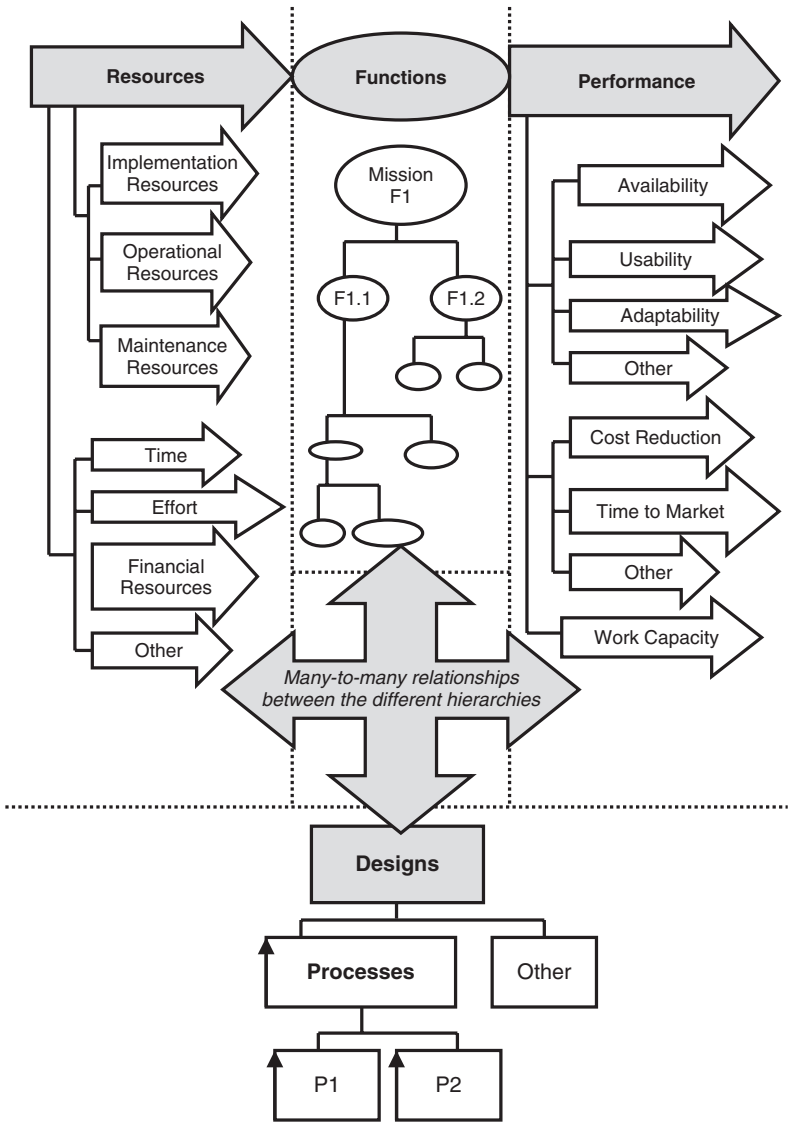 Resources
Functions
Performance
Implementation
Resources
Operational
Resources
Maintenance
Resources
Time
Effort
Financial
Resources
Other
Mission
F1
F1.1
F1.2
Availability
Usability
Adaptability
Other
Cost Reduction
Time to Market
Other
Work Capacity
Many-to-many relationships
between the different hierarchies
Designs
Processes
Other
P1
P2